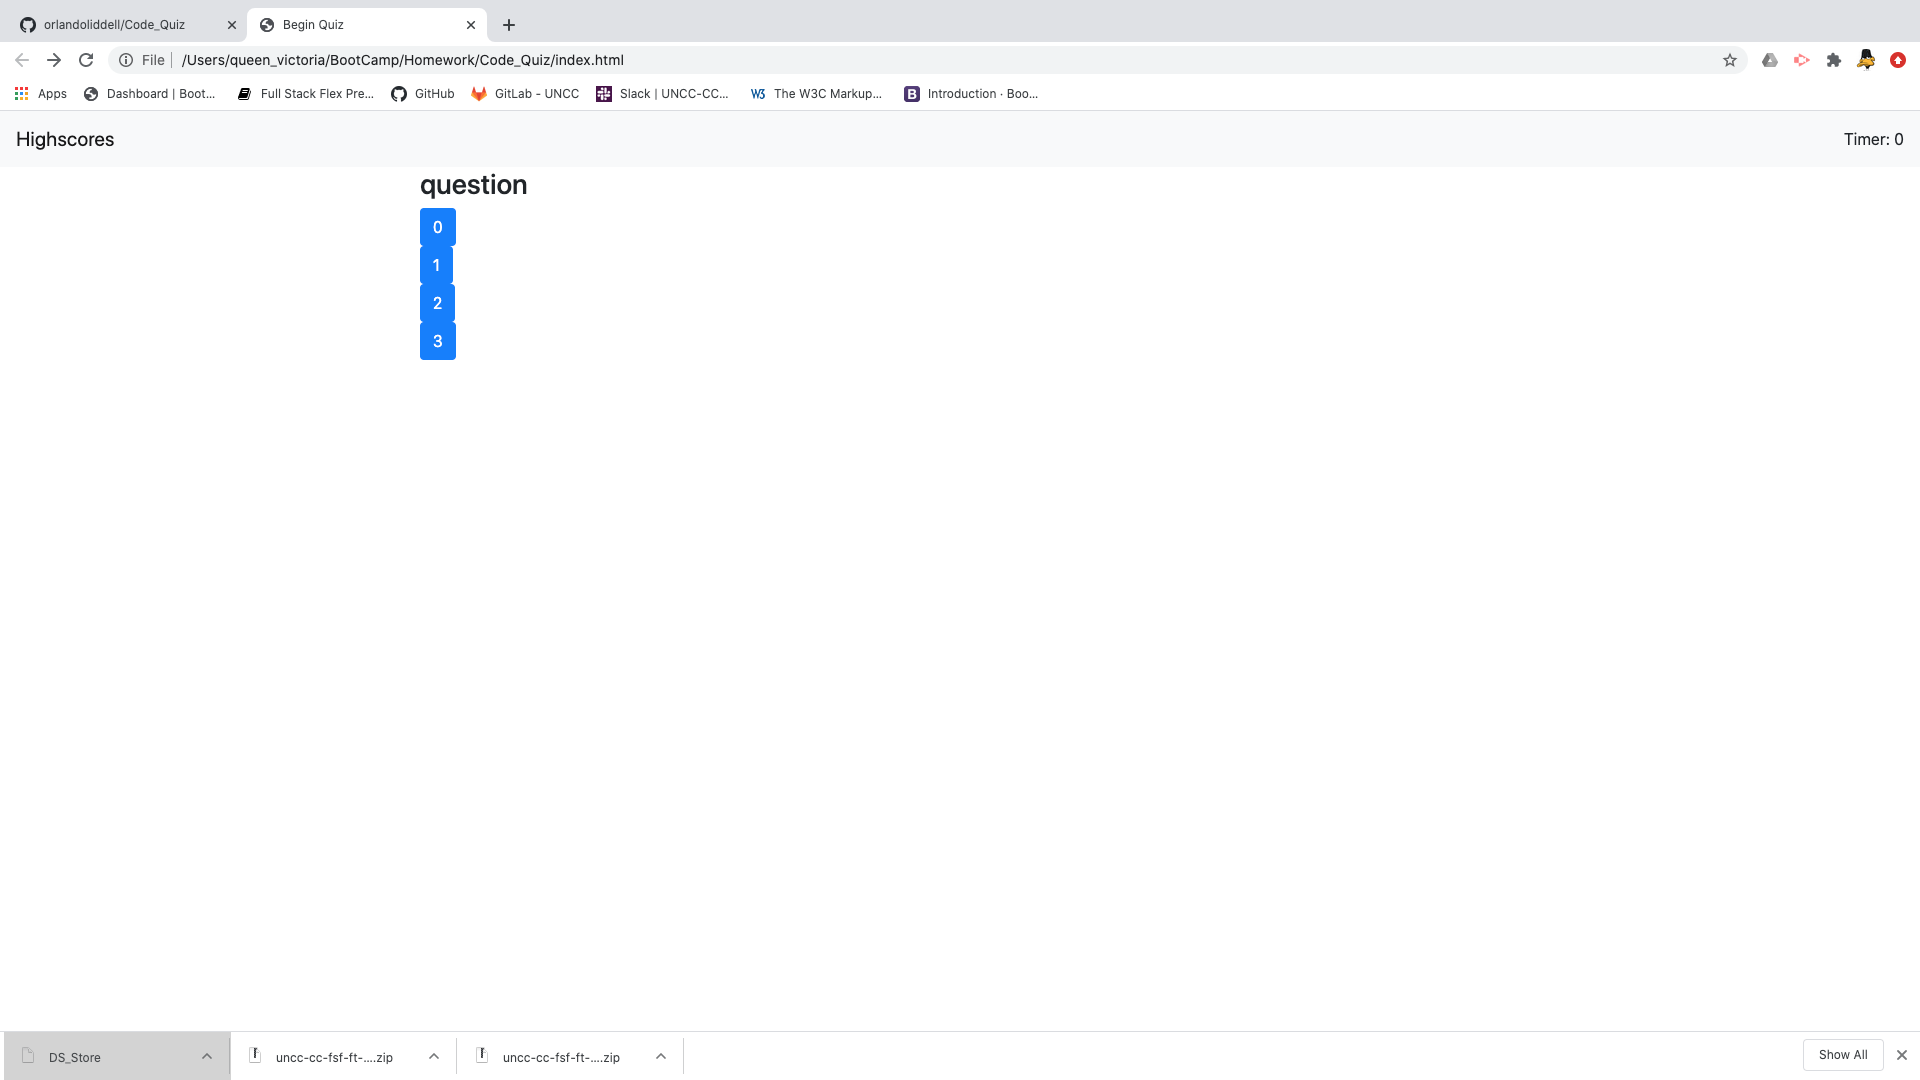 orlandoliddell/Code_Quiz
Begin Quiz
File
/Users/queen_victoria/BootCamp/Homework/Code_Quiz/index.html
Apps
Dashboard | Boot...
Full Stack Flex Pre...
GitHub
GitLab - UNCC
Slack | UNCC-CC...
W3
The W3C Markup...
B
Introduction · Boo...
Highscores
Timer: 0
question
0
1
2
3
DS_Store
uncc-cc-fsf-ft-....zip
uncc-cc-fsf-ft-....zip
Show All